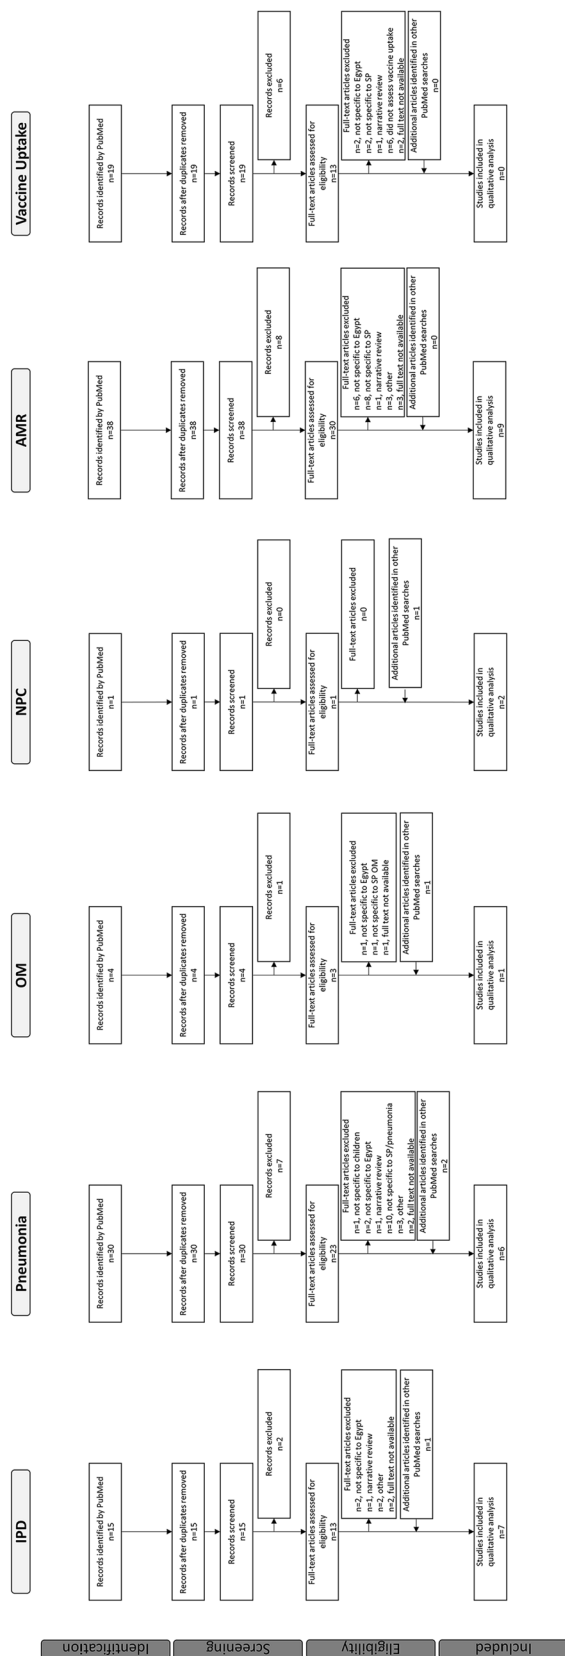 IPD
Records identified by PubMed
n=15
Records after duplicates removed
n=15
Records screened
n=15
Records excluded
n=2
Full-text articles assessed for
eligibility
n=13
Full-text articles excluded
n=2, not specific to Egypt
n=1, narrative review
n=2, other
n=2, full text not available
Additional articles identified in other
PubMed searches
n=1
Studies included in
qualitative analysis
n=7
Pneumonia
Records identified by PubMed
n=30
Records after duplicates removed
n=30
Records screened
n=30
Records excluded
n=7
Full-text articles assessed for
eligibility
n=23
Full-text articles excluded
n=1, not specific to children
n=2, not specific to Egypt
n=1, narrative review
n=10, not specific to SP/pneumonia
n=3, other
n=2, full text not available
Additional articles identified in other
PubMed searches
n=2
Studies included in
qualitative analysis
n=6
OM
Records identified by PubMed
n=4
Records after duplicates removed
n=4
Records screened
n=4
Records excluded
n=1
Full-text articles assessed for
eligibility
n=3
Full-text articles excluded
n=1, not specific to Egypt
n=1, not specific to SP OM
n=1, full text not available
Additional articles identified in other
PubMed searches
n=1
Studies included in
qualitative analysis
n=1
NPC
Records identified by PubMed
n=1
Records after duplicates removed
n=1
Records screened
n=1
Records excluded
n=0
Full-text articles assessed for
eligibility
n=1
Full-text articles excluded
n=0
Additional articles identified in other
PubMed searches
n=1
Studies included in
qualitative analysis
n=2
AMR
Records identified by PubMed
n=38
Records after duplicates removed
n=38
Records screened
n=38
Records excluded
n=8
Full-text articles assessed for eligibility
n=30
Full-text articles excluded
n=6, not specific to Egypt
n=8, not specific to SP
n=1, narrative review
n=3, other
n=3, full text not available
Additional articles identified in other
PubMed searches
n=0
Studies included in
qualitative analysis
n=9
Vaccine Uptake
Records identified by PubMed
n=19
Records after duplicates removed
n=19
Records screened
n=19
Records excluded
n=6
Full-text articles assessed for
eligibility
n=13
Full-text articles excluded
n=2, not specific to Egypt
n=2, not specific to SP
n=1, narrative review
n=6, did not assess vaccine uptake
n=2, full text not available
Additional articles identified in other
PubMed searches
n=0
Studies included in
qualitative analysis
n=0
Identification
Screening
Eligibility
Included